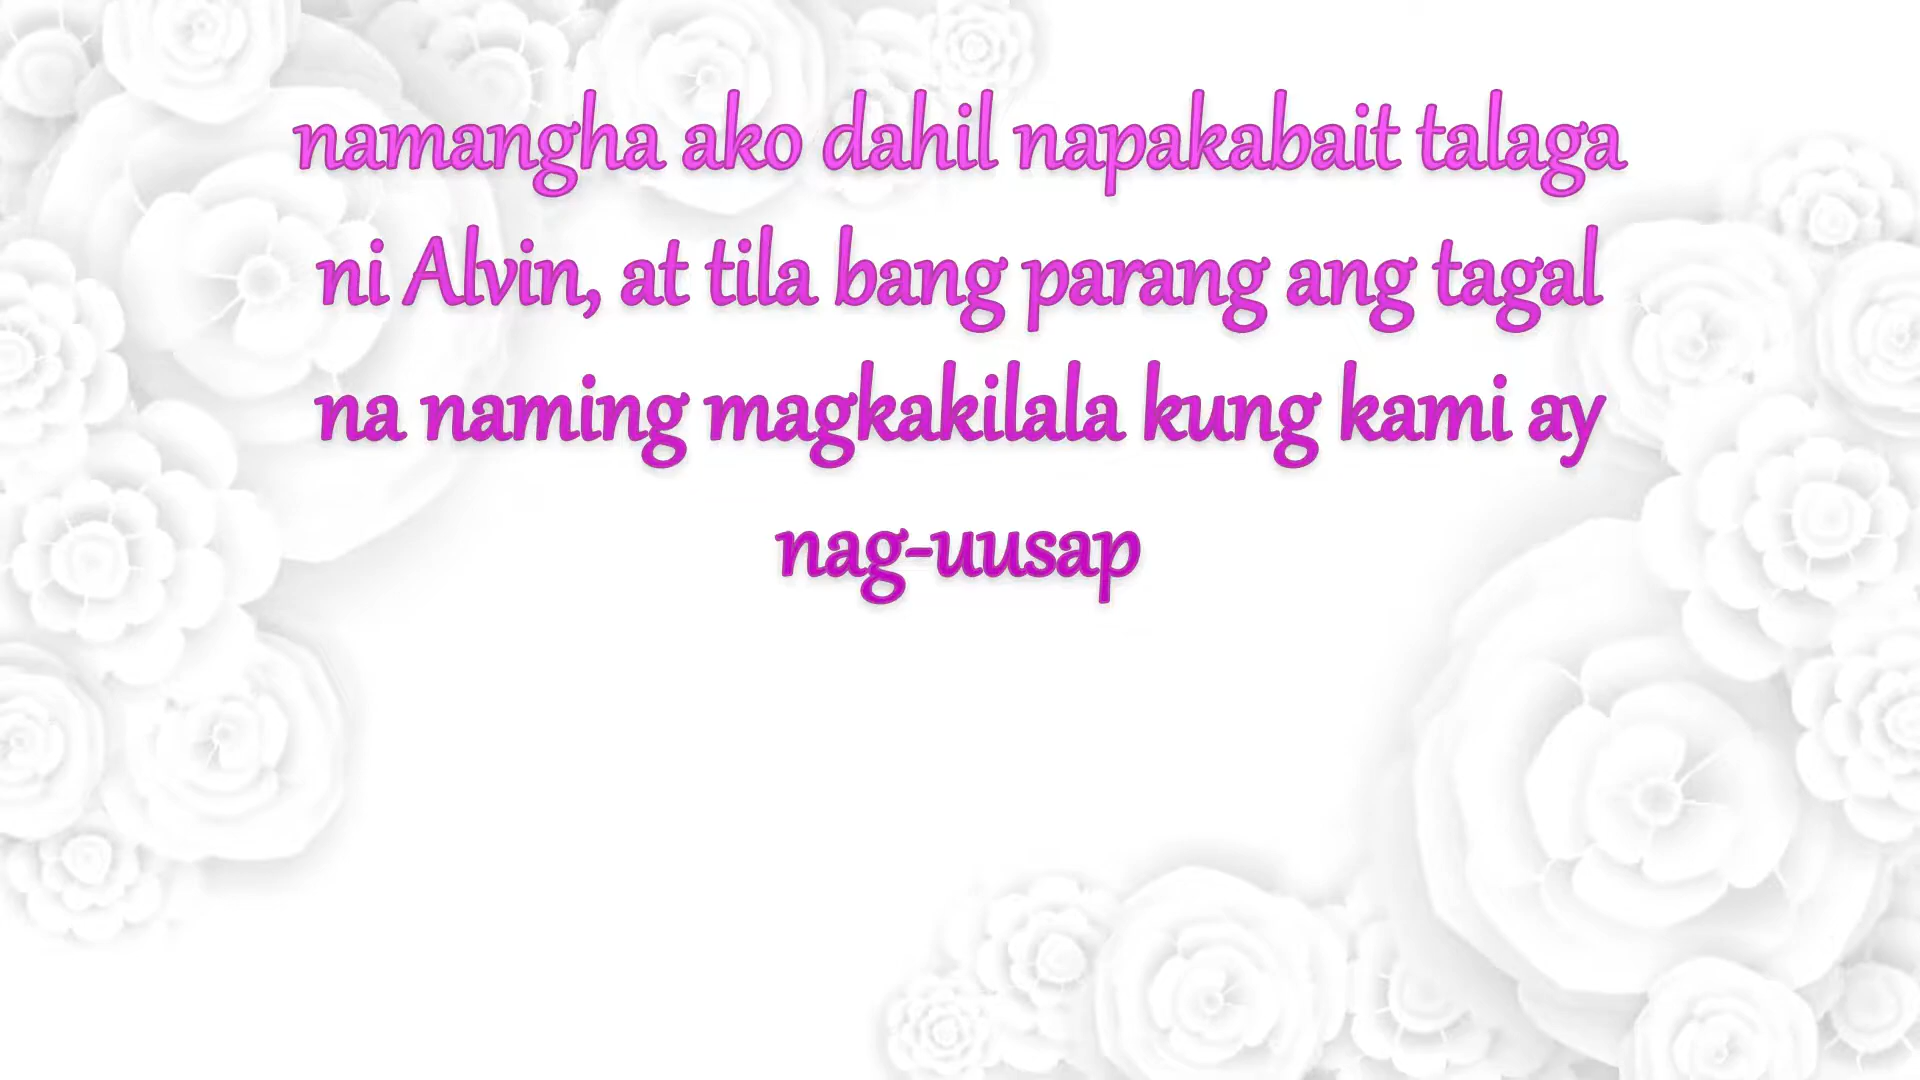 namangha ako dahil napakabait talaga
ni Alvin, at tila bang parang ang tagal
na naming magkakilala kung kami ay
nag-uusap